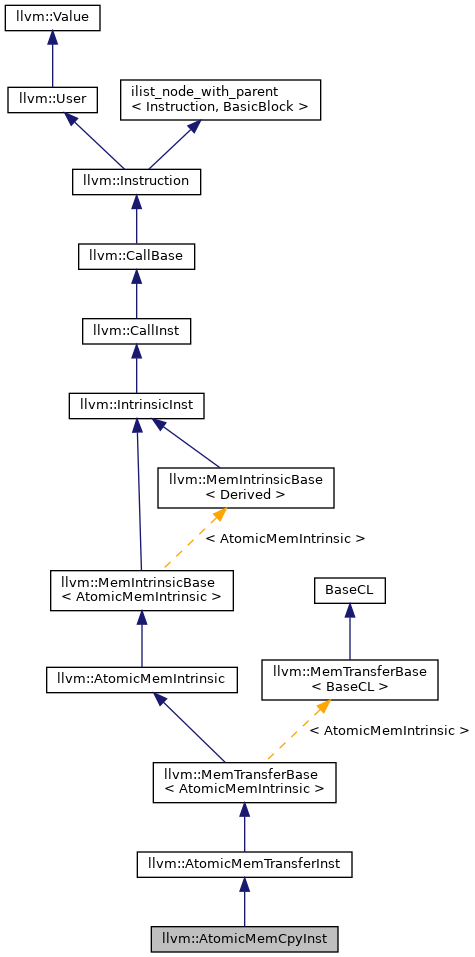 llvm::Value
llvm::User
ilist_node_with_parent
< Instruction, BasicBlock >
llvm::Instruction
llvm::CallBase
llvm::CallInst
llvm::IntrinsicInst
llvm::MemIntrinsicBase
< Derived >
< AtomicMemIntrinsic >
llvm::MemIntrinsicBase
< AtomicMemIntrinsic >
BaseCL
llvm::AtomicMemIntrinsic
llvm::MemTransferBase
< BaseCL >
< AtomicMemIntrinsic >
llvm::MemTransferBase
< AtomicMemIntrinsic >
llvm::AtomicMemTransferInst
llvm::AtomicMemCpyInst